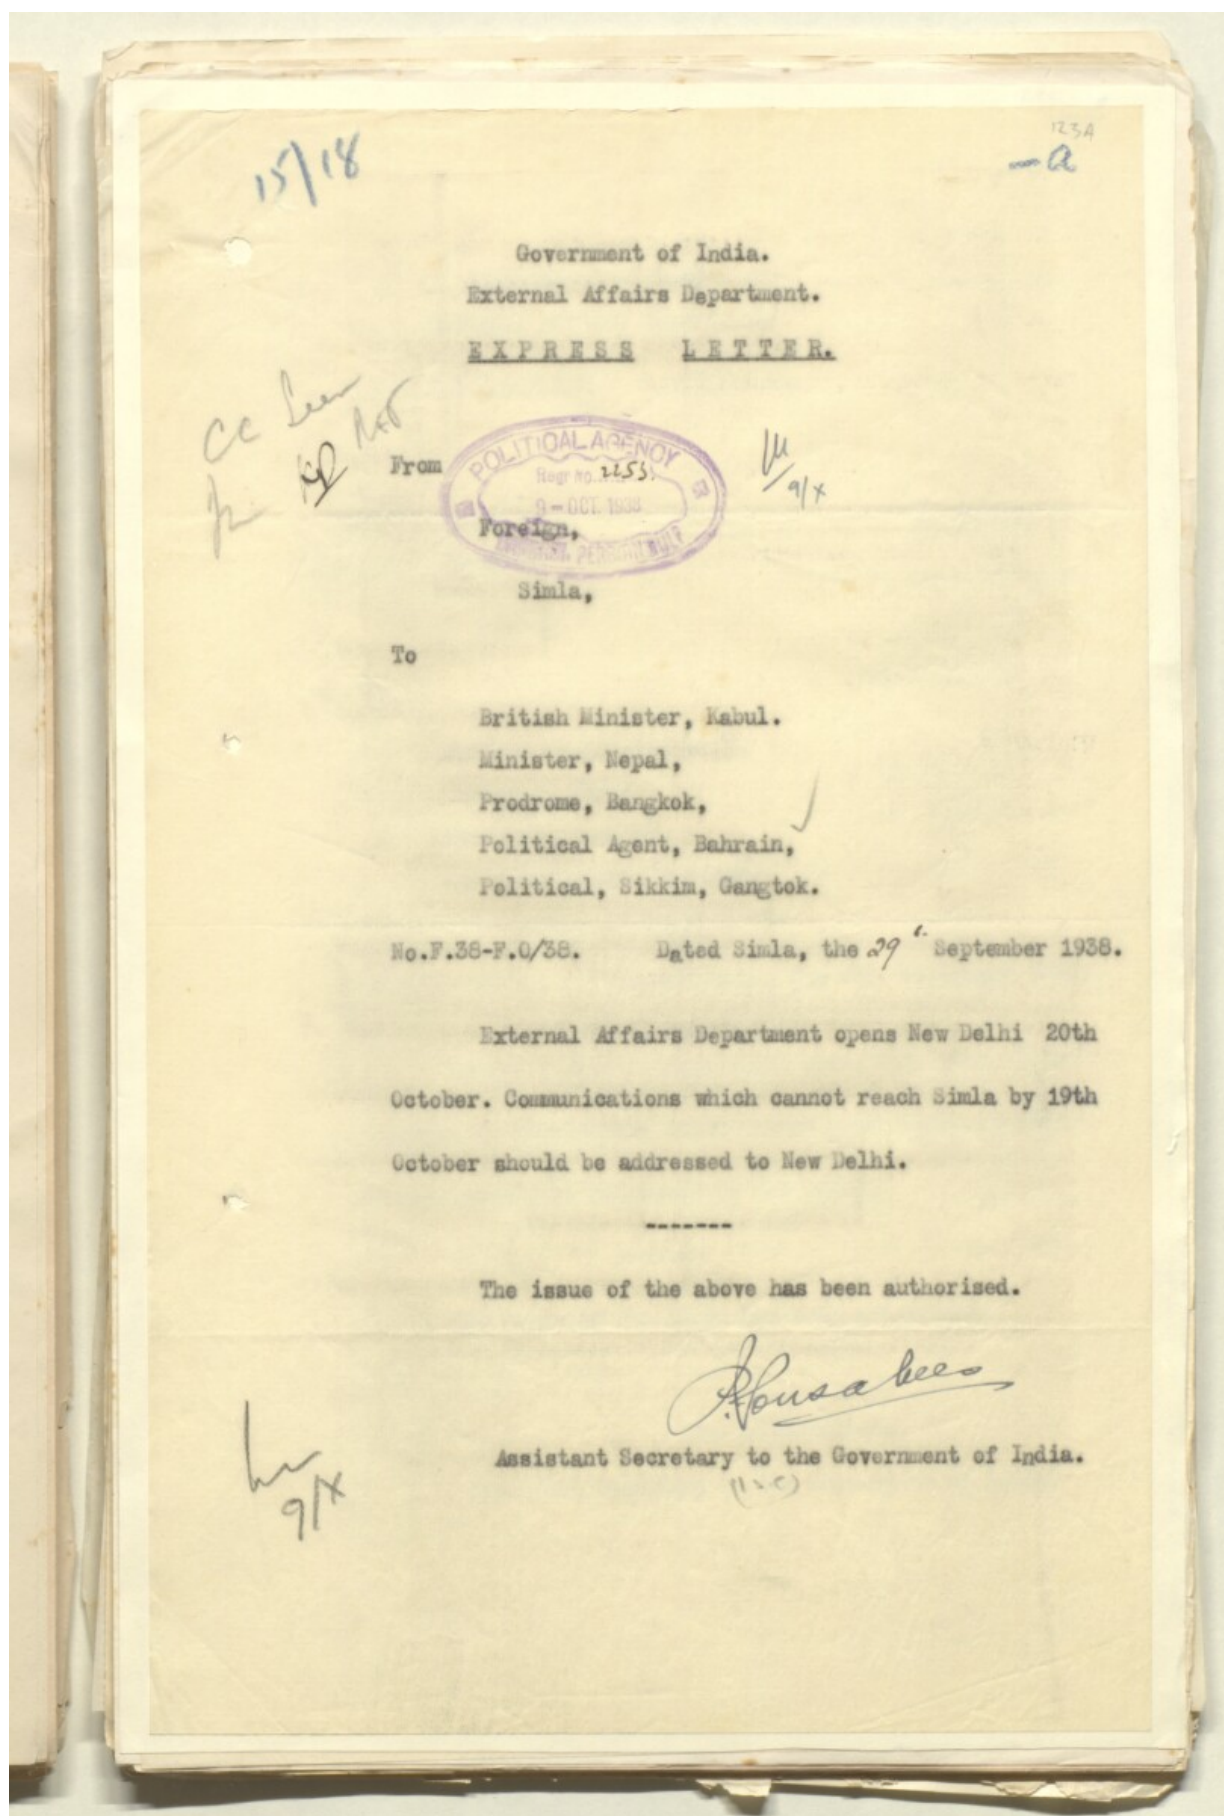 15/18
123A
— a
Government of India.
External Affairs Department.
EXPRESS LETTER.
From
POLITICAL AGENCY
Regr No. 2253.
9 - OCT. 1938
PERSIAN GULF
9/X
Foreign,
Simla,
To
British Minister, Kabul.
Minister, Nepal,
Prodrome, Bangkok,
Political Agent, Bahrain,
Political, Sikkim, Gangtok.
No.F.38-F.O/38. Dated Simla, the 29th September 1938.
External Affairs Department opens New Delhi 20th
October. Communications which cannot reach Simla by 19th
October should be addressed to New Delhi.
-------
The issue of the above has been authorised.
Assistant Secretary to the Government of India.
9/X